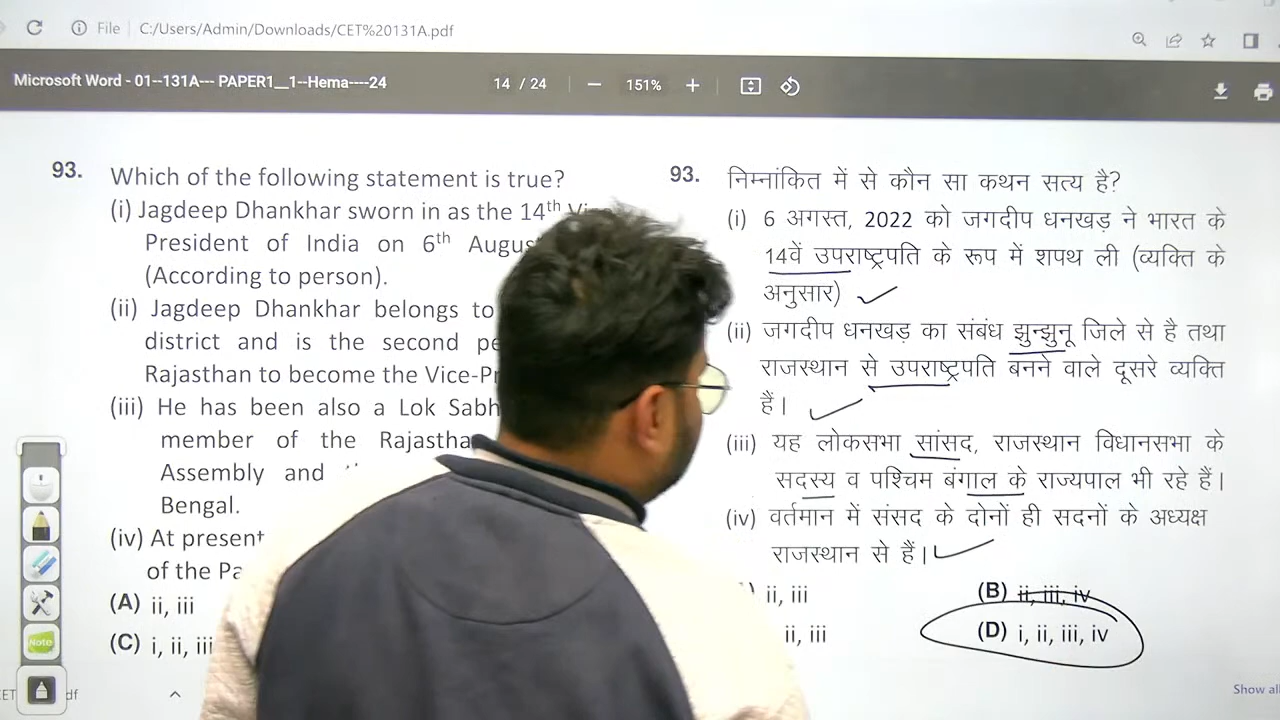 File C:/Users/Admin/Downloads/CET%20131A.pdf
Microsoft Word - 01--131A--- PAPER1__1--Hema----24
14 / 24
151%
93. Which of the following statement is true?
(i) Jagdeep Dhankhar sworn in as the 14th
President of India on 6th
(According to person).
(ii) Jagdeep Dhankhar belongs to
district and is the second
Rajasthan to become the
(iii) He has been also a Lok
member of the
Assembly and
Bengal.
(iv) At present
of the
(A) ii, iii
(C) i, ii, iii
93. निम्नांकित में से कौन सा कथन सत्य है?
(i) 6 अगस्त, 2022 को जगदीप धनखड़ ने भारत के
14वें उपराष्ट्रपति के रूप में शपथ ली (व्यक्ति के
अनुसार)
(ii) जगदीप धनखड़ का संबंध झुन्झुनू जिले से है तथा
राजस्थान से उपराष्ट्रपति बनने वाले दूसरे व्यक्ति
हैं।
(iii) यह लोकसभा सांसद, राजस्थान विधानसभा के
सदस्य व पश्चिम बंगाल के राज्यपाल भी रहे हैं।
(iv) वर्तमान में संसद के दोनों ही सदनों के अध्यक्ष
राजस्थान से हैं।
ii, iii
(B) ii, iii, iv
ii, iii
(D) i, ii, iii, iv
Note
Show all